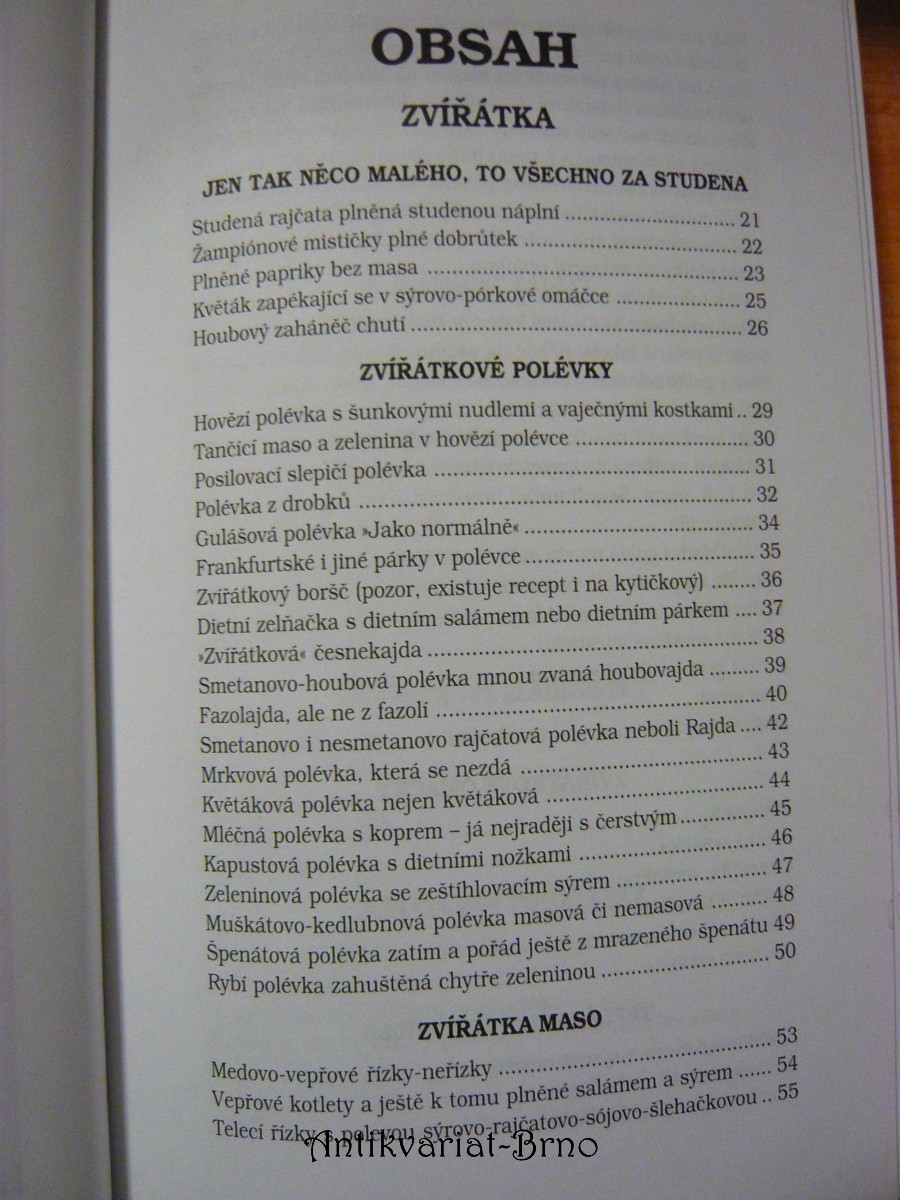 OBSAH
ZVÍŘÁTKA
JEN TAK NĚCO MALÉHO, TO VŠECHNO ZA STUDENA
Studená rajčata plněná studenou náplní ........................... 21
Žampiónové mističky plné dobrůtek ................................. 22
Plněné papriky bez masa ................................................ 23
Květák zapékající se v sýrovo-pórkové omáčce ................... 25
Houbový zaháněč chutí .................................................. 26
ZVÍŘÁTKOVÉ POLÉVKY
Hovězí polévka s šunkovými nudlemi a vaječnými kostkami .. 29
Tančící maso a zelenina v hovězí polévce ........................... 30
Posilovací slepičí polévka ................................................ 31
Polévka z drobků ............................................................ 32
Gulášová polévka »Jako normálně« ................................... 34
Frankfurtské i jiné párky v polévce ................................... 35
Zvířátkový boršč (pozor, existuje recept i na kytičkový) ........ 36
Dietní zelňačka s dietním salámem nebo dietním párkem .... 37
»Zvířátková« česnekajda .................................................. 38
Smetanovo-houbová polévka mnou zvaná houbovajda ......... 39
Fazolajda, ale ne z fazolí .................................................. 40
Smetanovo i nesmetanovo rajčatová polévka neboli Rajda .... 42
Mrkvová polévka, která se nezdá ...................................... 43
Květáková polévka nejen květáková .................................. 44
Mléčná polévka s koprem – já nejraději s čerstvým ............... 45
Kapustová polévka s dietními nožkami .............................. 46
Zeleninová polévka se zeštíhlovacím sýrem ........................ 47
Muškátovo-kedlubnová polévka masová či nemasová .......... 48
Špenátová polévka zatím a pořád ještě z mrazeného špenátu 49
Rybí polévka zahuštěná chytře zeleninou ........................... 50
ZVÍŘÁTKA MASO
Medovo-vepřové řízky-neřízky .......................................... 53
Vepřové kotlety a ještě k tomu plněné salámem a sýrem ...... 54
Telecí řízky s polevou sýrovo-rajčatovo-sójovo-šlehačkovou .. 55
Antikvariat-Brno